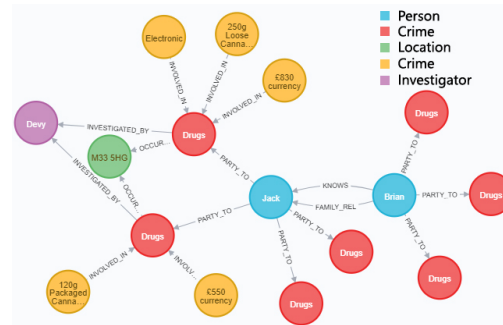 Person
Crime
Location
Crime
Investigator
Electronic
250g
Loose
Canna…
£830
currency
INVOLVED_IN
INVOLVED_IN
INVOLVED_IN
Devy
INVESTIGATED_BY
Drugs
Drugs
M33 5HG
OCCUR…
PARTY_TO
PARTY_TO
INVESTIGATED_BY
OCCUR…
KNOWS
Jack
Brian
PARTY_TO
Drugs
FAMILY_REL
PARTY_TO
Drugs
PARTY_TO
PARTY_TO
PARTY_TO
Drugs
Drugs
INVOLVED_IN
INVOLV…
120g
Packaged
Canna…
£550
currency
Drugs